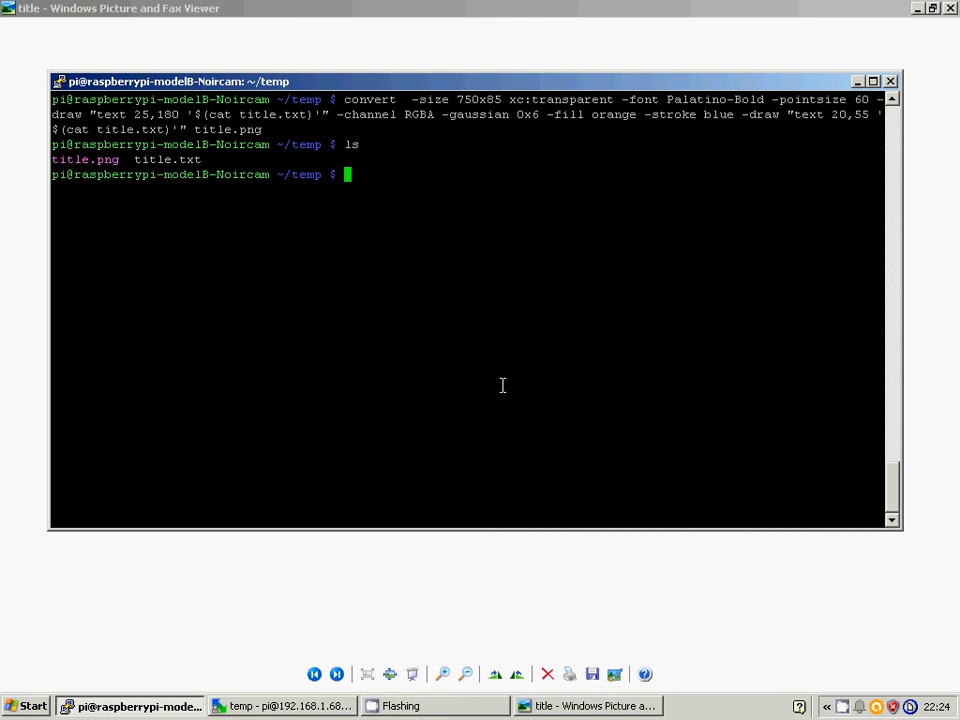 title - Windows Picture and Fax Viewer
pi@raspberrypi-modelB-Noircam: ~/temp
pi@raspberrypi-modelB-Noircam ~/temp $ convert  -size 750x85 xc:transparent -font Palatino-Bold -pointsize 60 -
draw "text 25,180 '$(cat title.txt)'" -channel RGBA -gaussian 0x6 -fill orange -stroke blue -draw "text 20,55 '
$(cat title.txt)'" title.png
pi@raspberrypi-modelB-Noircam ~/temp $ ls
title.png  title.txt
pi@raspberrypi-modelB-Noircam ~/temp $
Start
pi@raspberrypi-mode...
temp - pi@192.168.1.68...
Flashing
title - Windows Picture a...
22:24